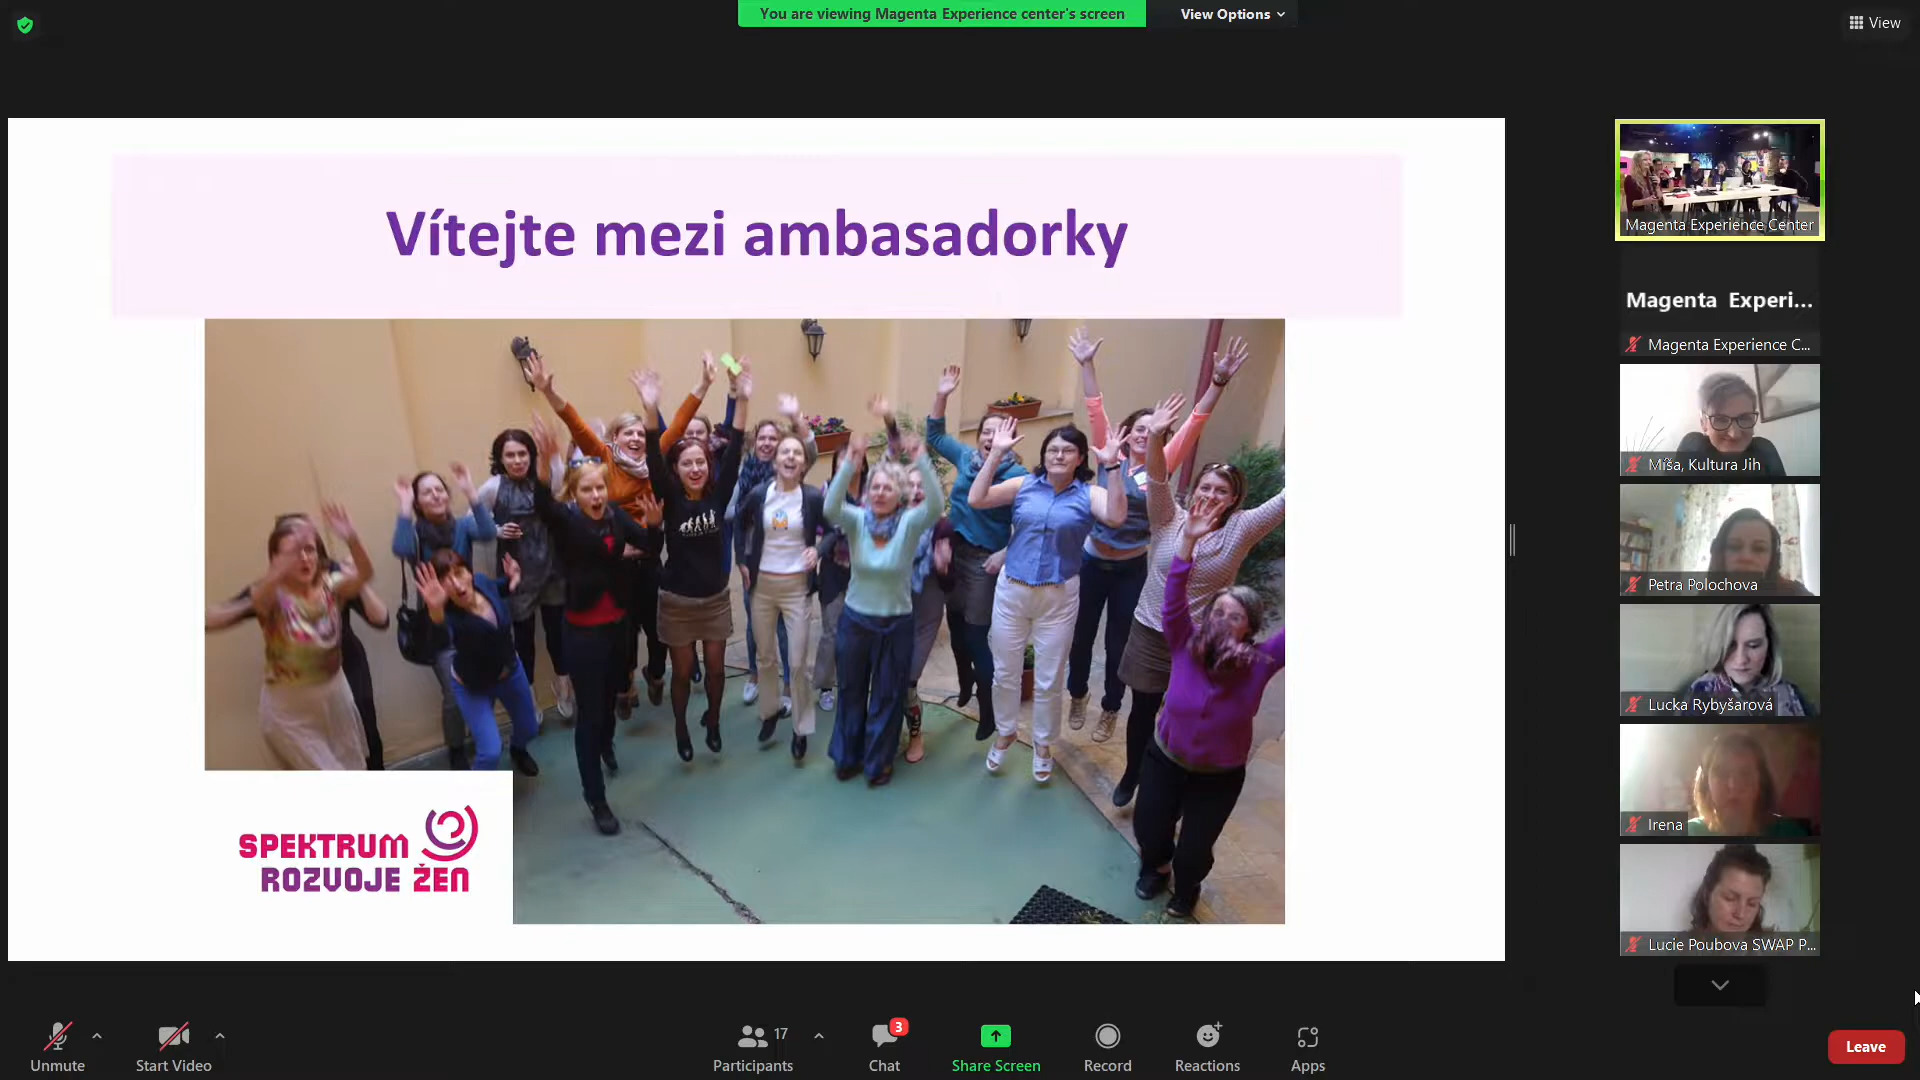 You are viewing Magenta Experience center's screen
View Options
View
Vítejte mezi ambasadorky
SPEKTRUM
ROZVOJE ŽEN
Magenta Experience Center
Magenta Experi...
Magenta Experience C...
Míša, Kultura Jih
Petra Polochova
Lucka Rybyšarová
Irena
Lucie Poubova SWAP P...
Unmute
Start Video
17
Participants
3
Chat
Share Screen
Record
Reactions
Apps
Leave